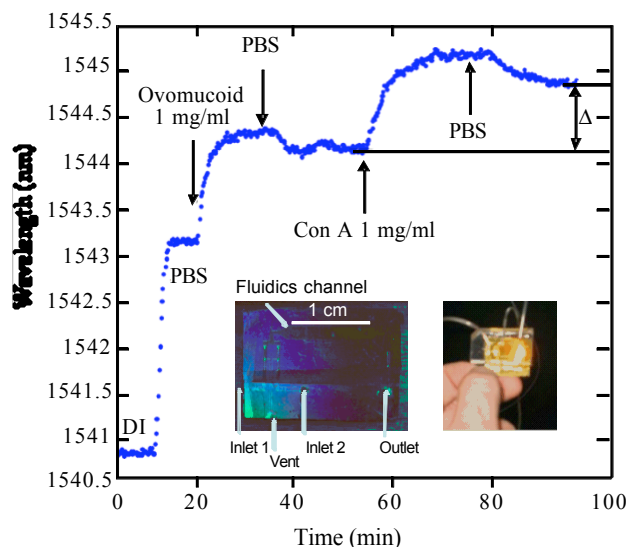 1545.5
1545
1544.5
1544
1543.5
1543
1542.5
1542
1541.5
1541
1540.5
Wavelength (nm)
PBS
Ovomucoid
1 mg/ml
PBS
Δ
Con A 1 mg/ml
PBS
Fluidics channel
1 cm
DI
Inlet 1
Vent
Inlet 2
Outlet
0
20
40
60
80
100
Time (min)